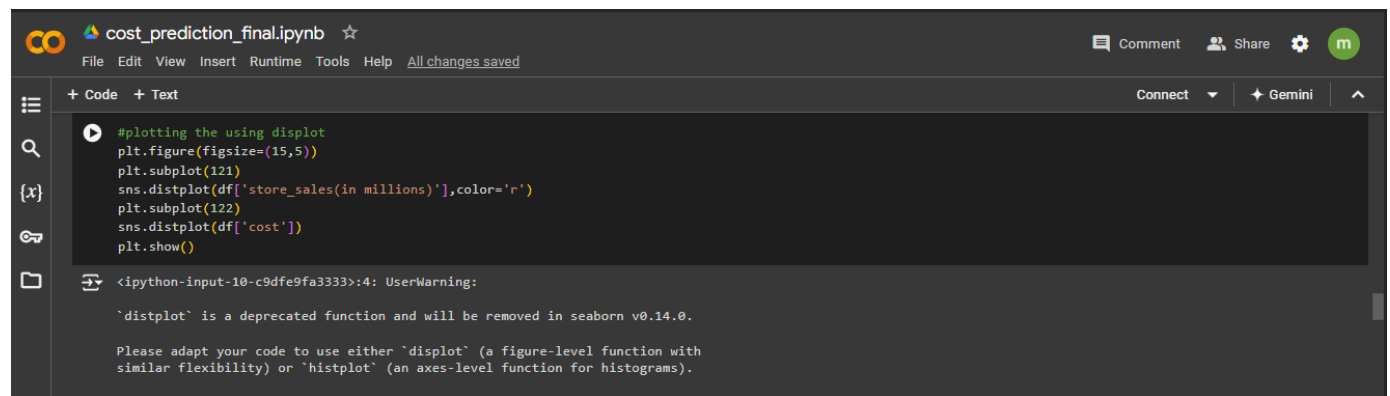 cost_prediction_final.ipynb
File Edit View Insert Runtime Tools Help All changes saved
Comment Share m
+ Code + Text
Connect Gemini
{x}
#plotting the using displot
plt.figure(figsize=(15,5))
plt.subplot(121)
sns.distplot(df['store_sales(in millions)'],color='r')
plt.subplot(122)
sns.distplot(df['cost'])
plt.show()
<ipython-input-10-c9dfe9fa3333>:4: UserWarning:
`distplot` is a deprecated function and will be removed in seaborn v0.14.0.
Please adapt your code to use either `displot` (a figure-level function with
similar flexibility) or `histplot` (an axes-level function for histograms).